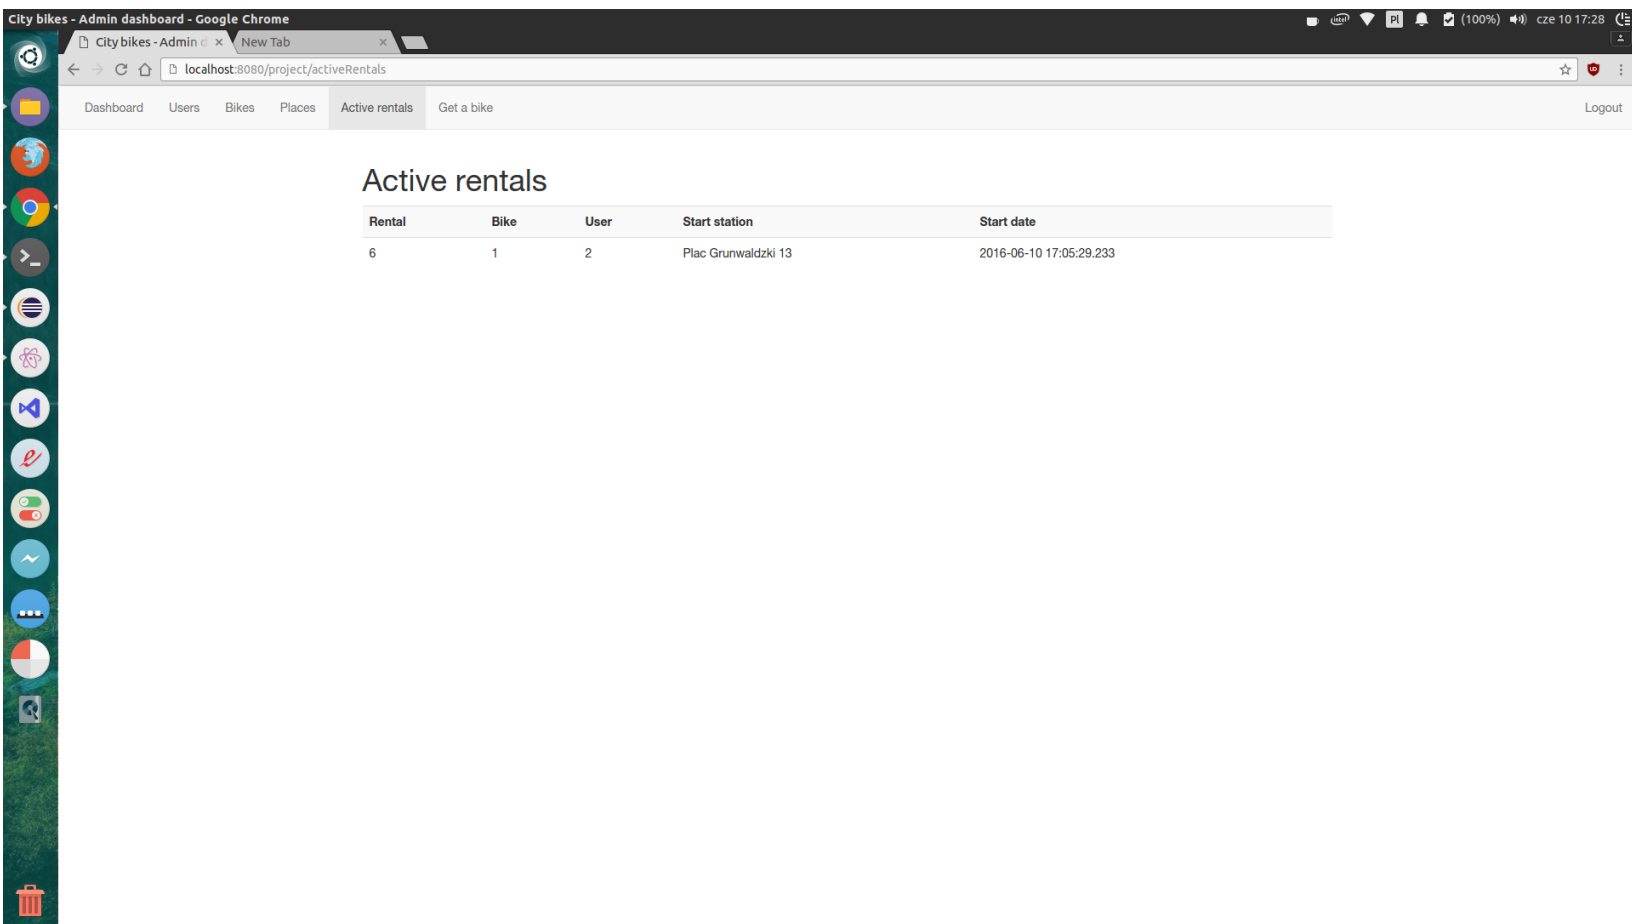 City bikes - Admin dashboard - Google Chrome
intel
Pl
(100%)
cze 10 17:28
City bikes - Admin d
New Tab
localhost:8080/project/activeRentals
Dashboard Users Bikes Places Active rentals Get a bike Logout
Active rentals
Rental Bike User Start station Start date
6 1 2 Plac Grunwaldzki 13 2016-06-10 17:05:29.233